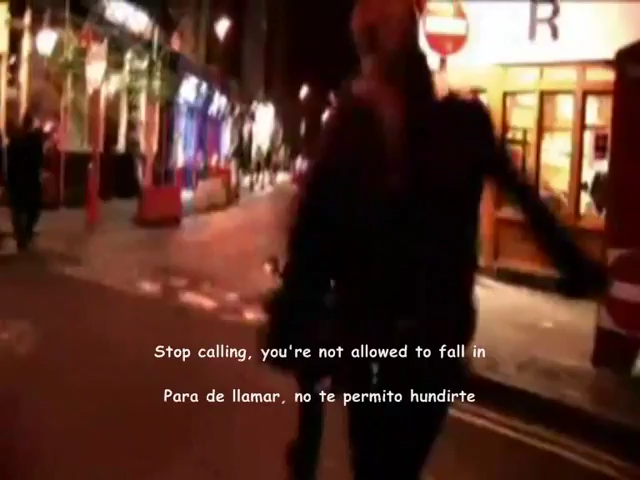 R
Stop calling, you're not allowed to fall in
Para de llamar, no te permito hundirte